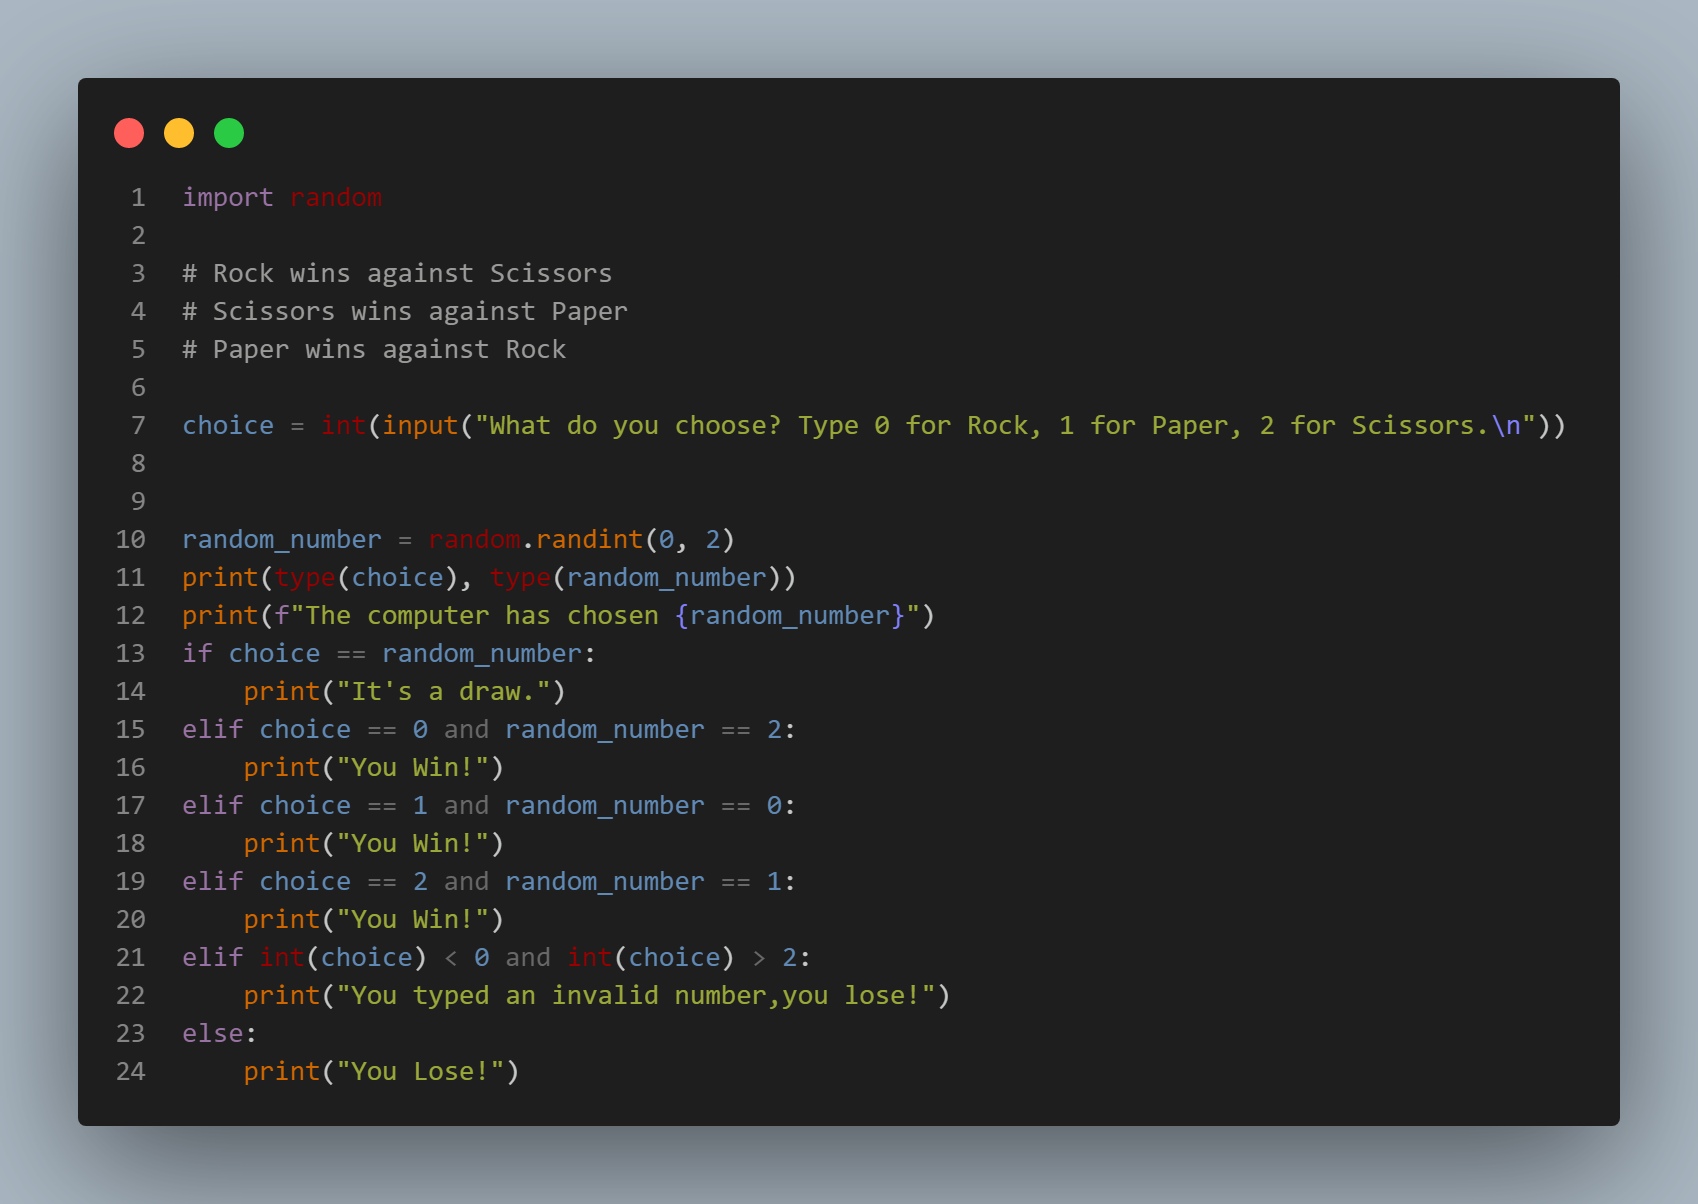 1 import random
2
3 # Rock wins against Scissors
4 # Scissors wins against Paper
5 # Paper wins against Rock
6
7 choice = int(input("What do you choose? Type 0 for Rock, 1 for Paper, 2 for Scissors.\n"))
8
9
10 random_number = random.randint(0, 2)
11 print(type(choice), type(random_number))
12 print(f"The computer has chosen {random_number}")
13 if choice == random_number:
14     print("It's a draw.")
15 elif choice == 0 and random_number == 2:
16     print("You Win!")
17 elif choice == 1 and random_number == 0:
18     print("You Win!")
19 elif choice == 2 and random_number == 1:
20     print("You Win!")
21 elif int(choice) < 0 and int(choice) > 2:
22     print("You typed an invalid number,you lose!")
23 else:
24     print("You Lose!")